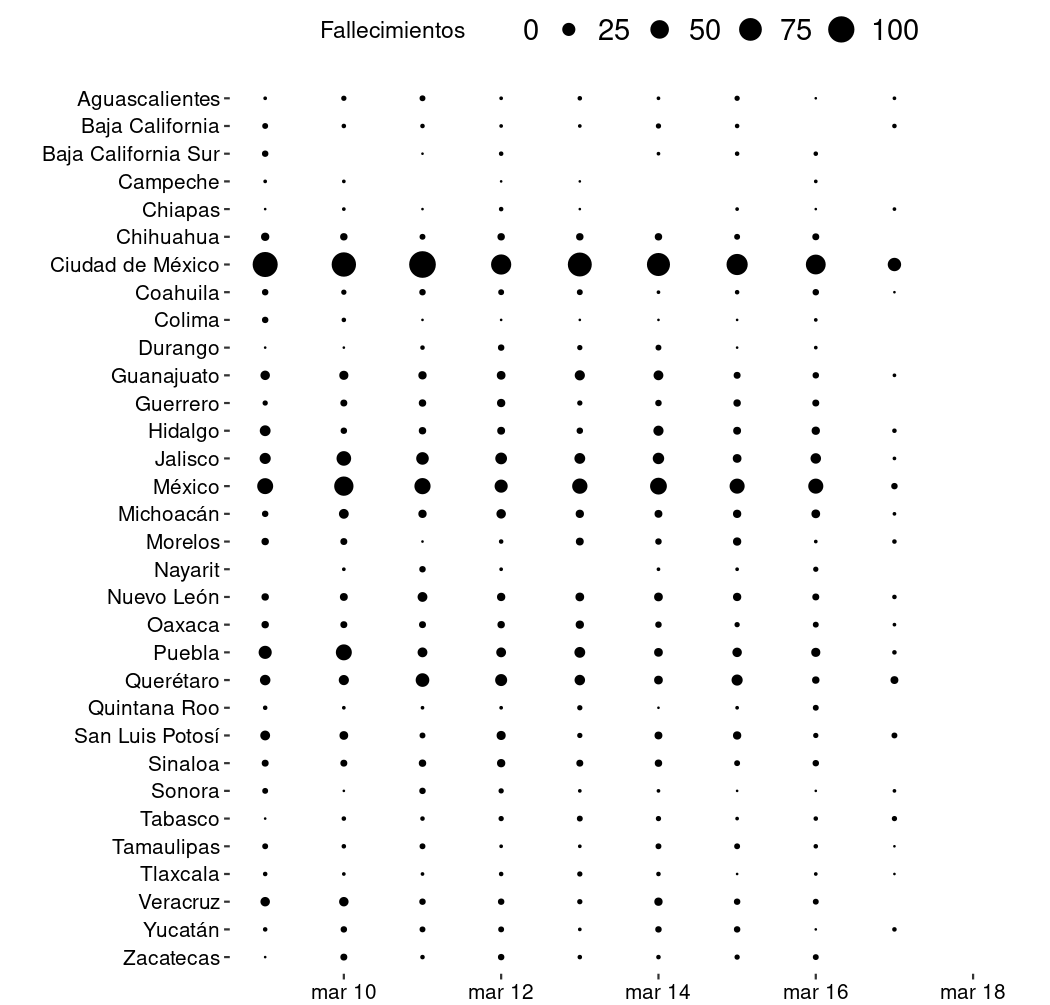 Fallecimientos 0 25 50 75 100
Aguascalientes
Baja California
Baja California Sur
Campeche
Chiapas
Chihuahua
Ciudad de México
Coahuila
Colima
Durango
Guanajuato
Guerrero
Hidalgo
Jalisco
México
Michoacán
Morelos
Nayarit
Nuevo León
Oaxaca
Puebla
Querétaro
Quintana Roo
San Luis Potosí
Sinaloa
Sonora
Tabasco
Tamaulipas
Tlaxcala
Veracruz
Yucatán
Zacatecas
mar 10 mar 12 mar 14 mar 16 mar 18